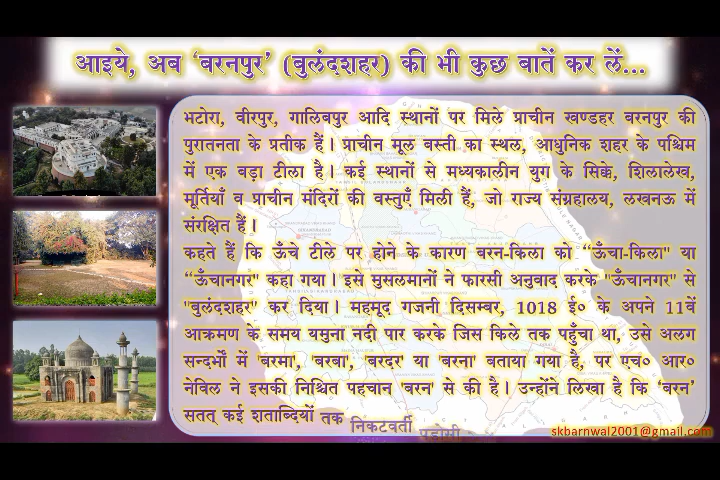 आइये, अब ‘बरनपुर’ (बुलंदशहर) की भी कुछ बातें कर लें...
भटोरा, वीरपुर, गालिबपुर आदि स्थानों पर मिले प्राचीन खण्डहर बरनपुर की
पुरातनता के प्रतीक हैं। प्राचीन मूल बस्ती का स्थल, आधुनिक शहर के पश्चिम
में एक बड़ा टीला है। कई स्थानों से मध्यकालीन युग के सिक्के, शिलालेख,
मूर्तियाँ व प्राचीन मंदिरों की वस्तुएँ मिली हैं, जो राज्य संग्रहालय, लखनऊ में
संरक्षित हैं।
कहते हैं कि ऊँचे टीले पर होने के कारण बरन-किला को “ऊँचा-किला" या
“ऊँचानगर" कहा गया। इसे मुसलमानों ने फारसी अनुवाद करके "ऊँचानगर" से
"बुलंदशहर" कर दिया। महमूद गजनी दिसम्बर, 1018 ई० के अपने 11वें
आक्रमण के समय यमुना नदी पार करके जिस किले तक पहुँचा था, उसे अलग
सन्दर्भों में 'बरमा', 'बरबा', बरदर' या 'बरना' बताया गया है, पर एच० आर०
नेविल ने इसकी निश्चित पहचान 'बरन' से की है। उन्होंने लिखा है कि ‘बरन’
सतत् कई शताब्दियों तक निकटवर्ती पड़ोसी
skbarnwal2001@gmail.com